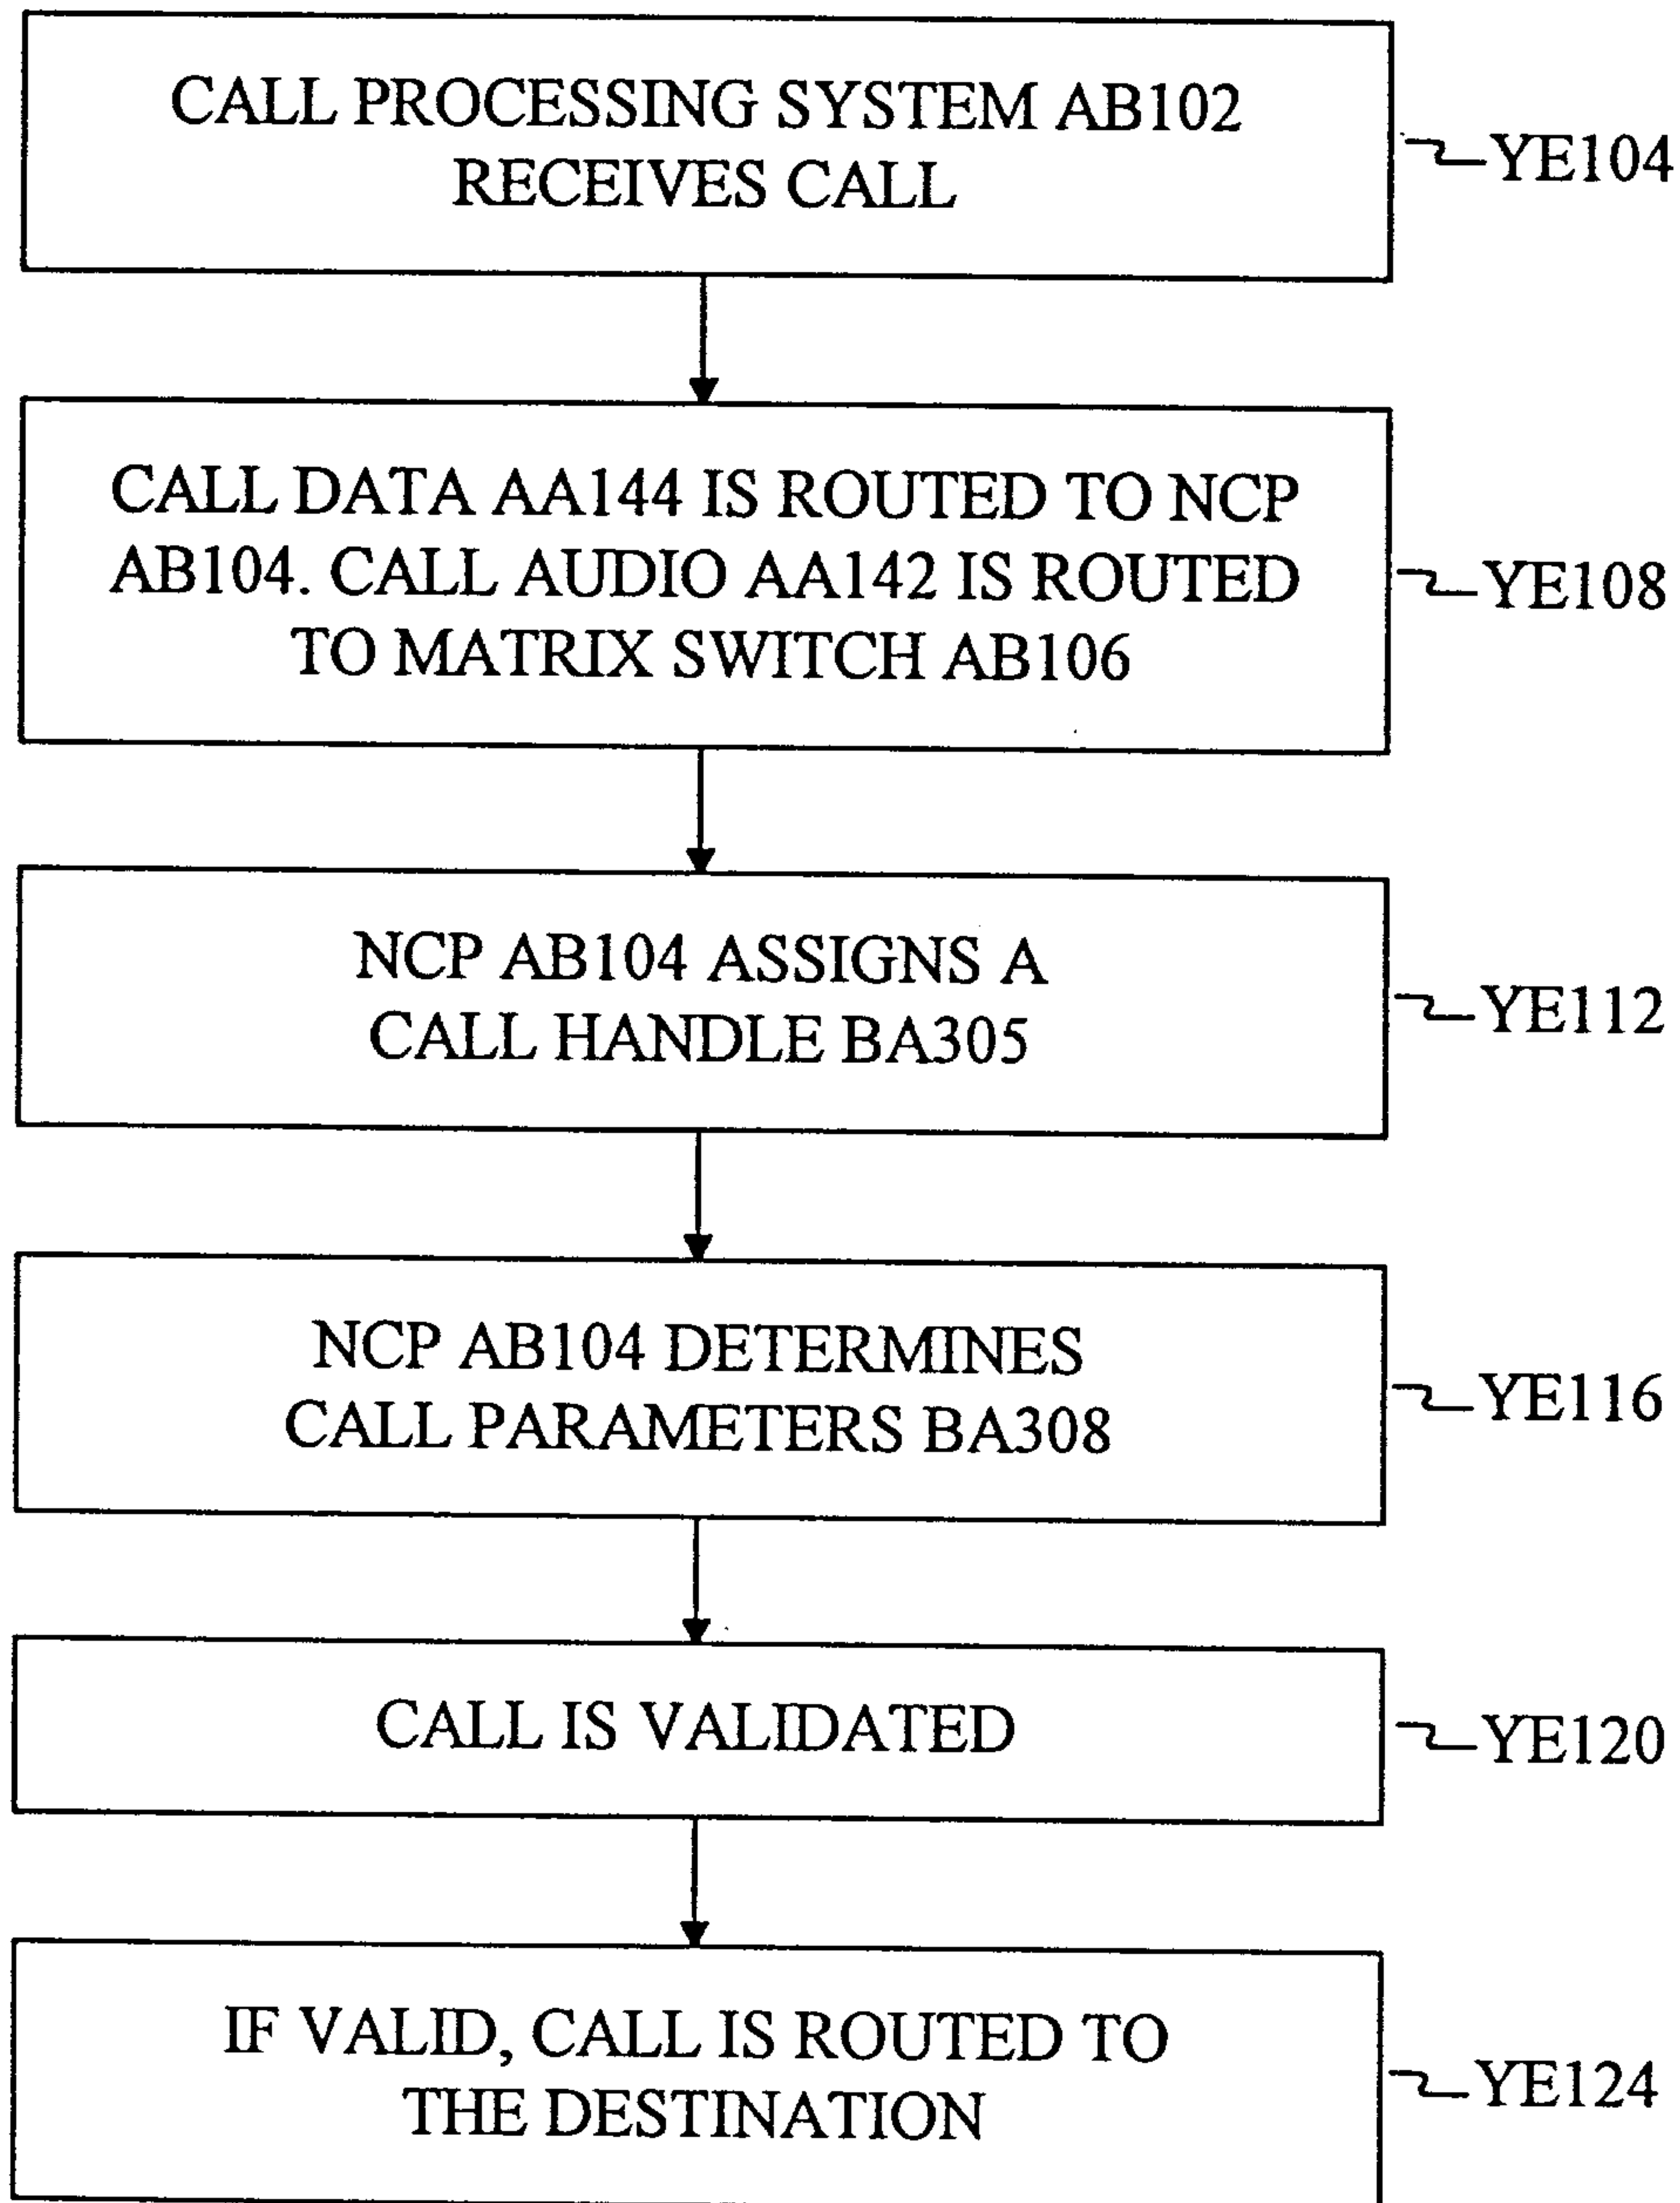 CALL PROCESSING SYSTEM AB102
RECEIVES CALL
YE104
CALL DATA AA144 IS ROUTED TO NCP
AB104. CALL AUDIO AA142 IS ROUTED
TO MATRIX SWITCH AB106
YE108
NCP AB104 ASSIGNS A
CALL HANDLE BA305
YE112
NCP AB104 DETERMINES
CALL PARAMETERS BA308
YE116
CALL IS VALIDATED
YE120
IF VALID, CALL IS ROUTED TO
THE DESTINATION
YE124